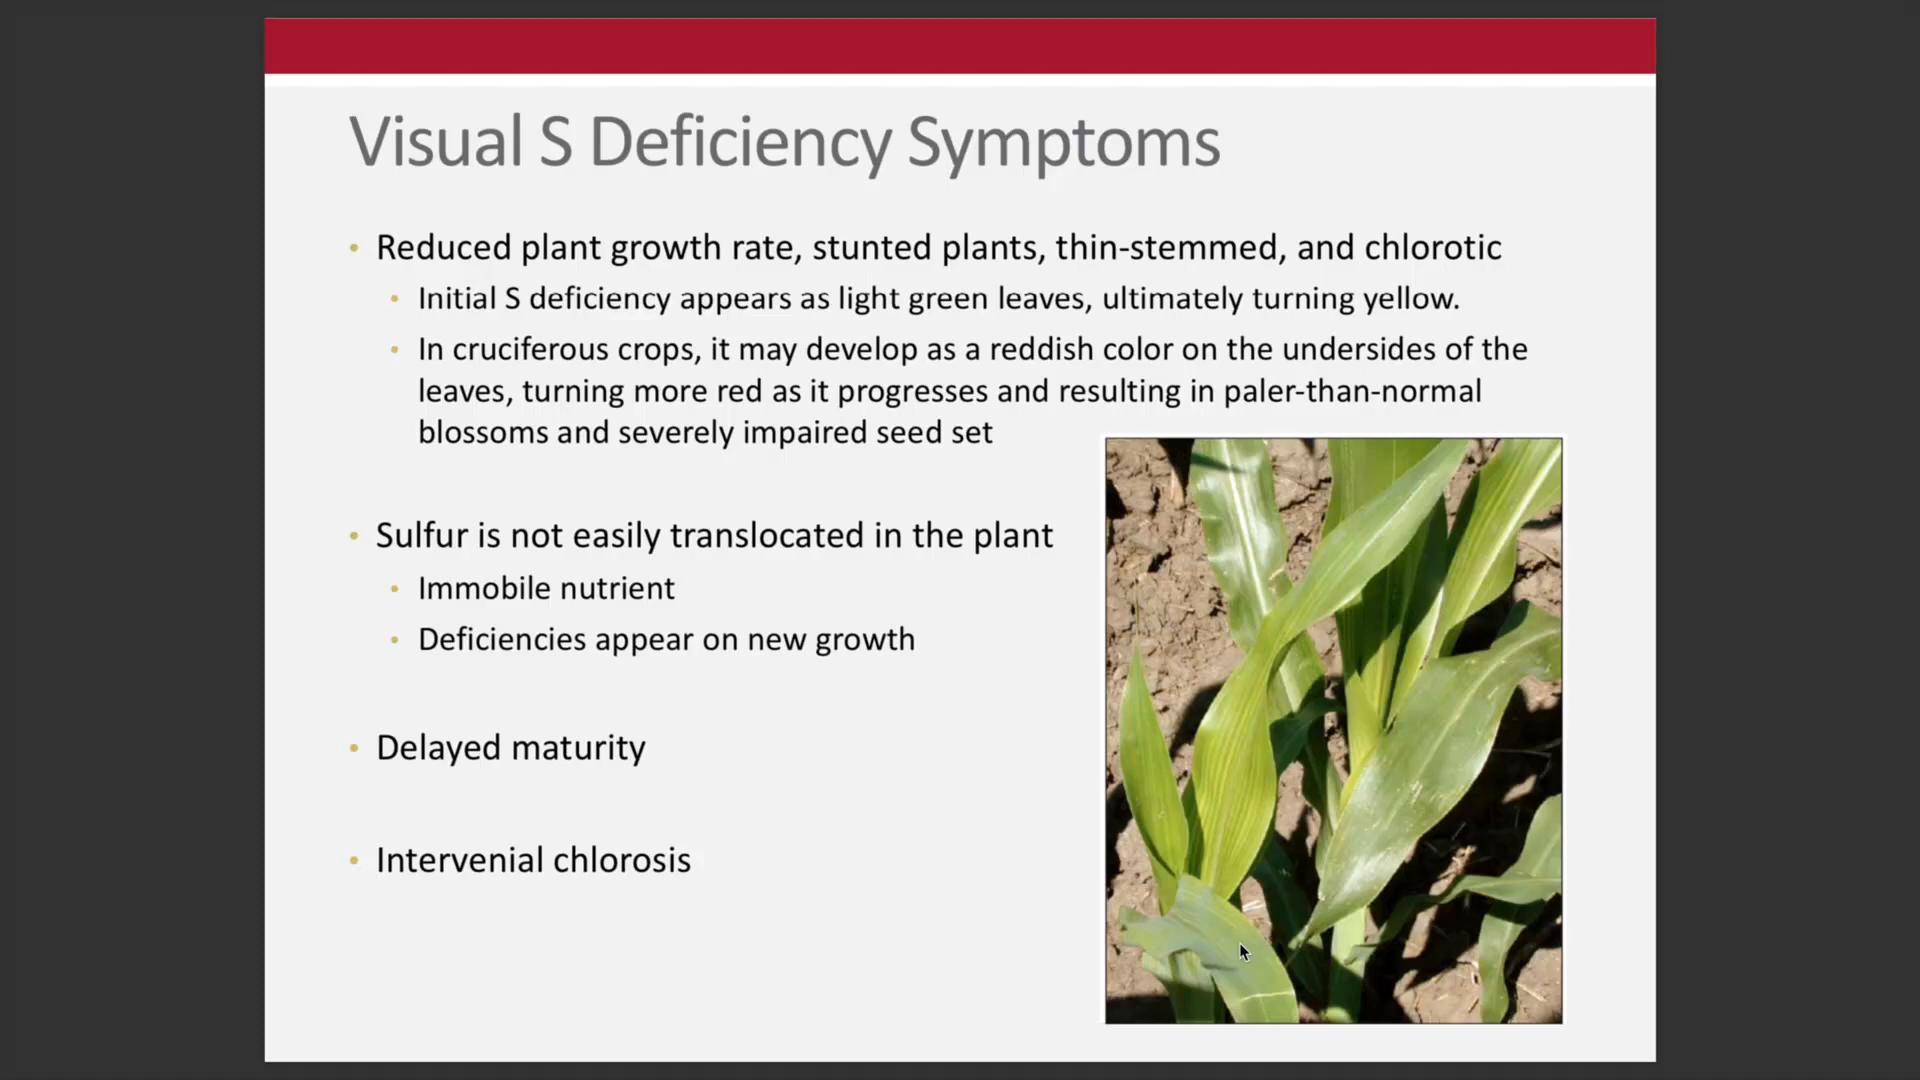 Visual S Deficiency Symptoms
• Reduced plant growth rate, stunted plants, thin-stemmed, and chlorotic
• Initial S deficiency appears as light green leaves, ultimately turning yellow.
• In cruciferous crops, it may develop as a reddish color on the undersides of the
leaves, turning more red as it progresses and resulting in paler-than-normal
blossoms and severely impaired seed set
• Sulfur is not easily translocated in the plant
• Immobile nutrient
• Deficiencies appear on new growth
• Delayed maturity
• Intervenial chlorosis